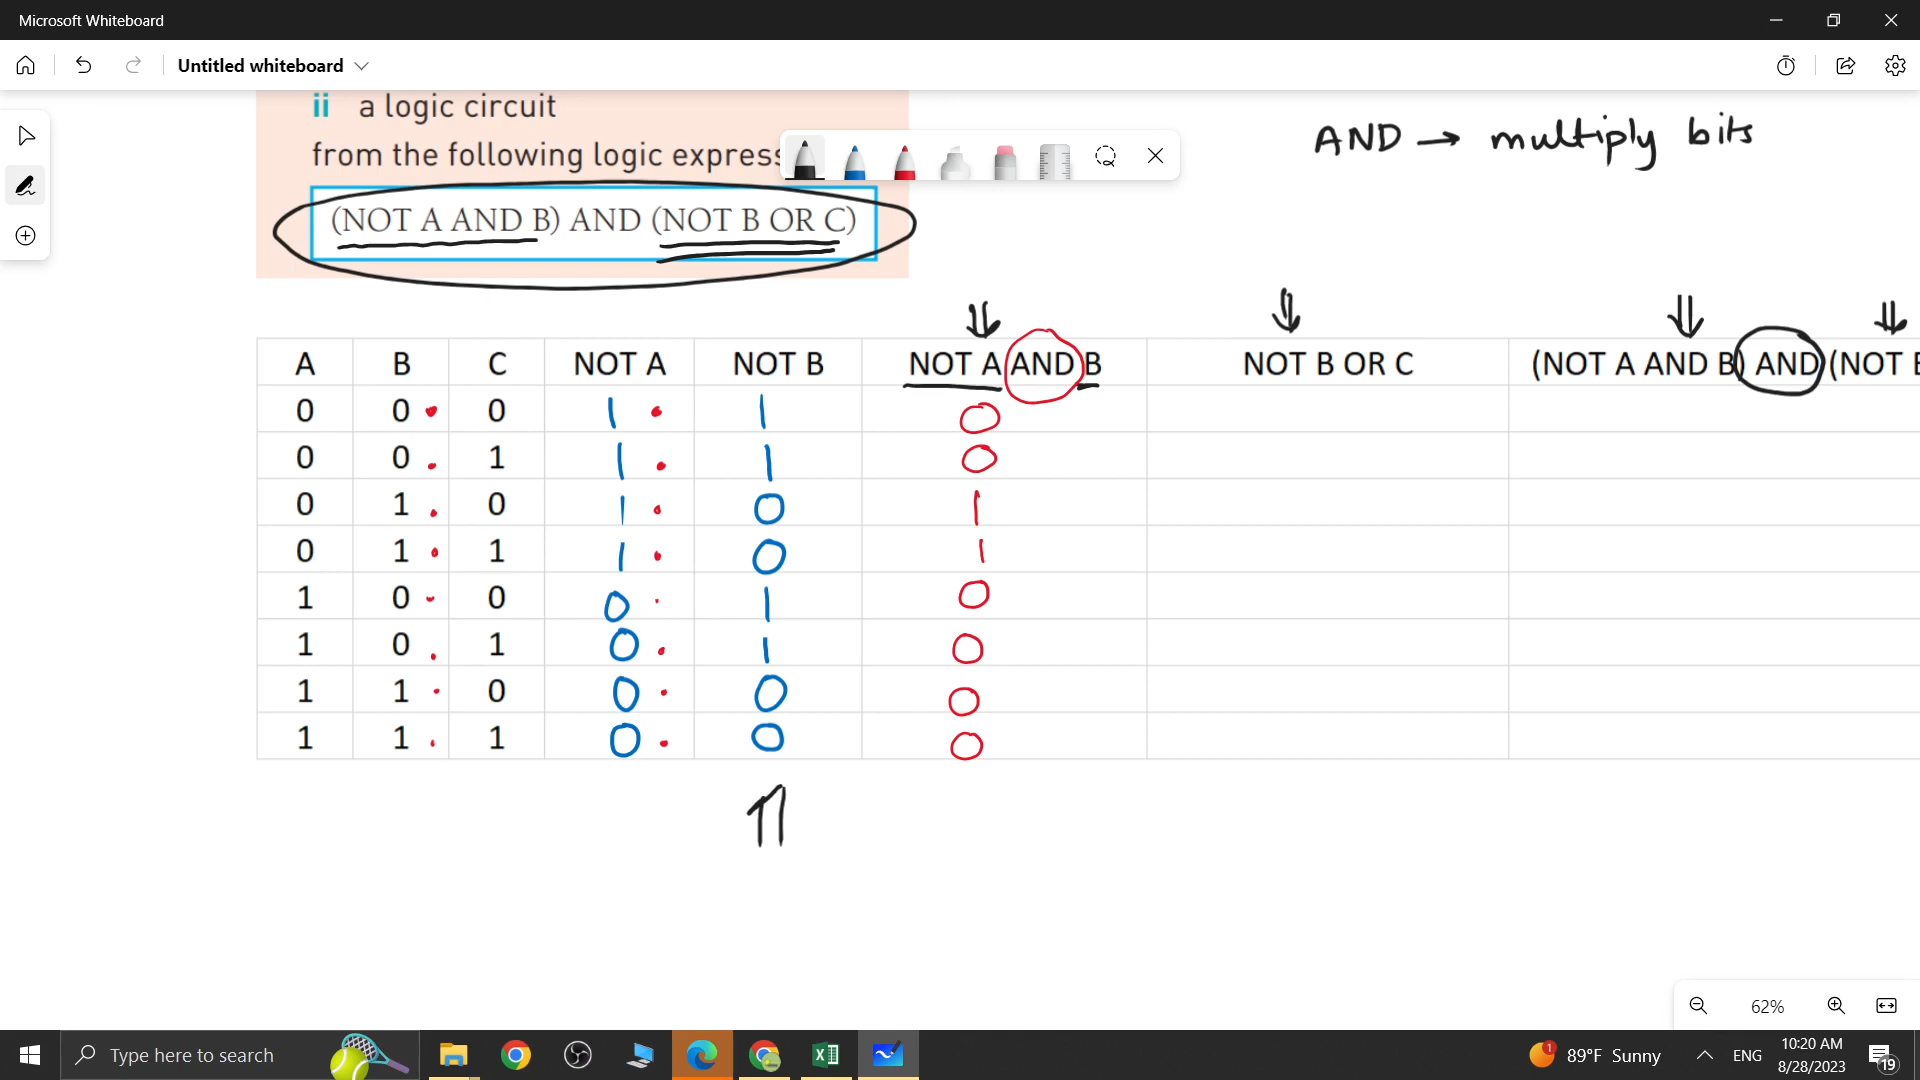 Microsoft Whiteboard
Untitled whiteboard
ii a logic circuit
from the following logic express
AND → multiply bits
(NOT A AND B) AND (NOT B OR C)
A B C NOT A NOT B NOT A AND B NOT B OR C (NOT A AND B) AND (NOT B
0 0 0 1 1 0
0 0 1 1 1 0
0 1 0 1 0 1
0 1 1 1 0 1
1 0 0 0 1 0
1 0 1 0 1 0
1 1 0 0 0 0
1 1 1 0 0 0
62%
Type here to search
1
89°F Sunny
ENG
10:20 AM
8/28/2023
19